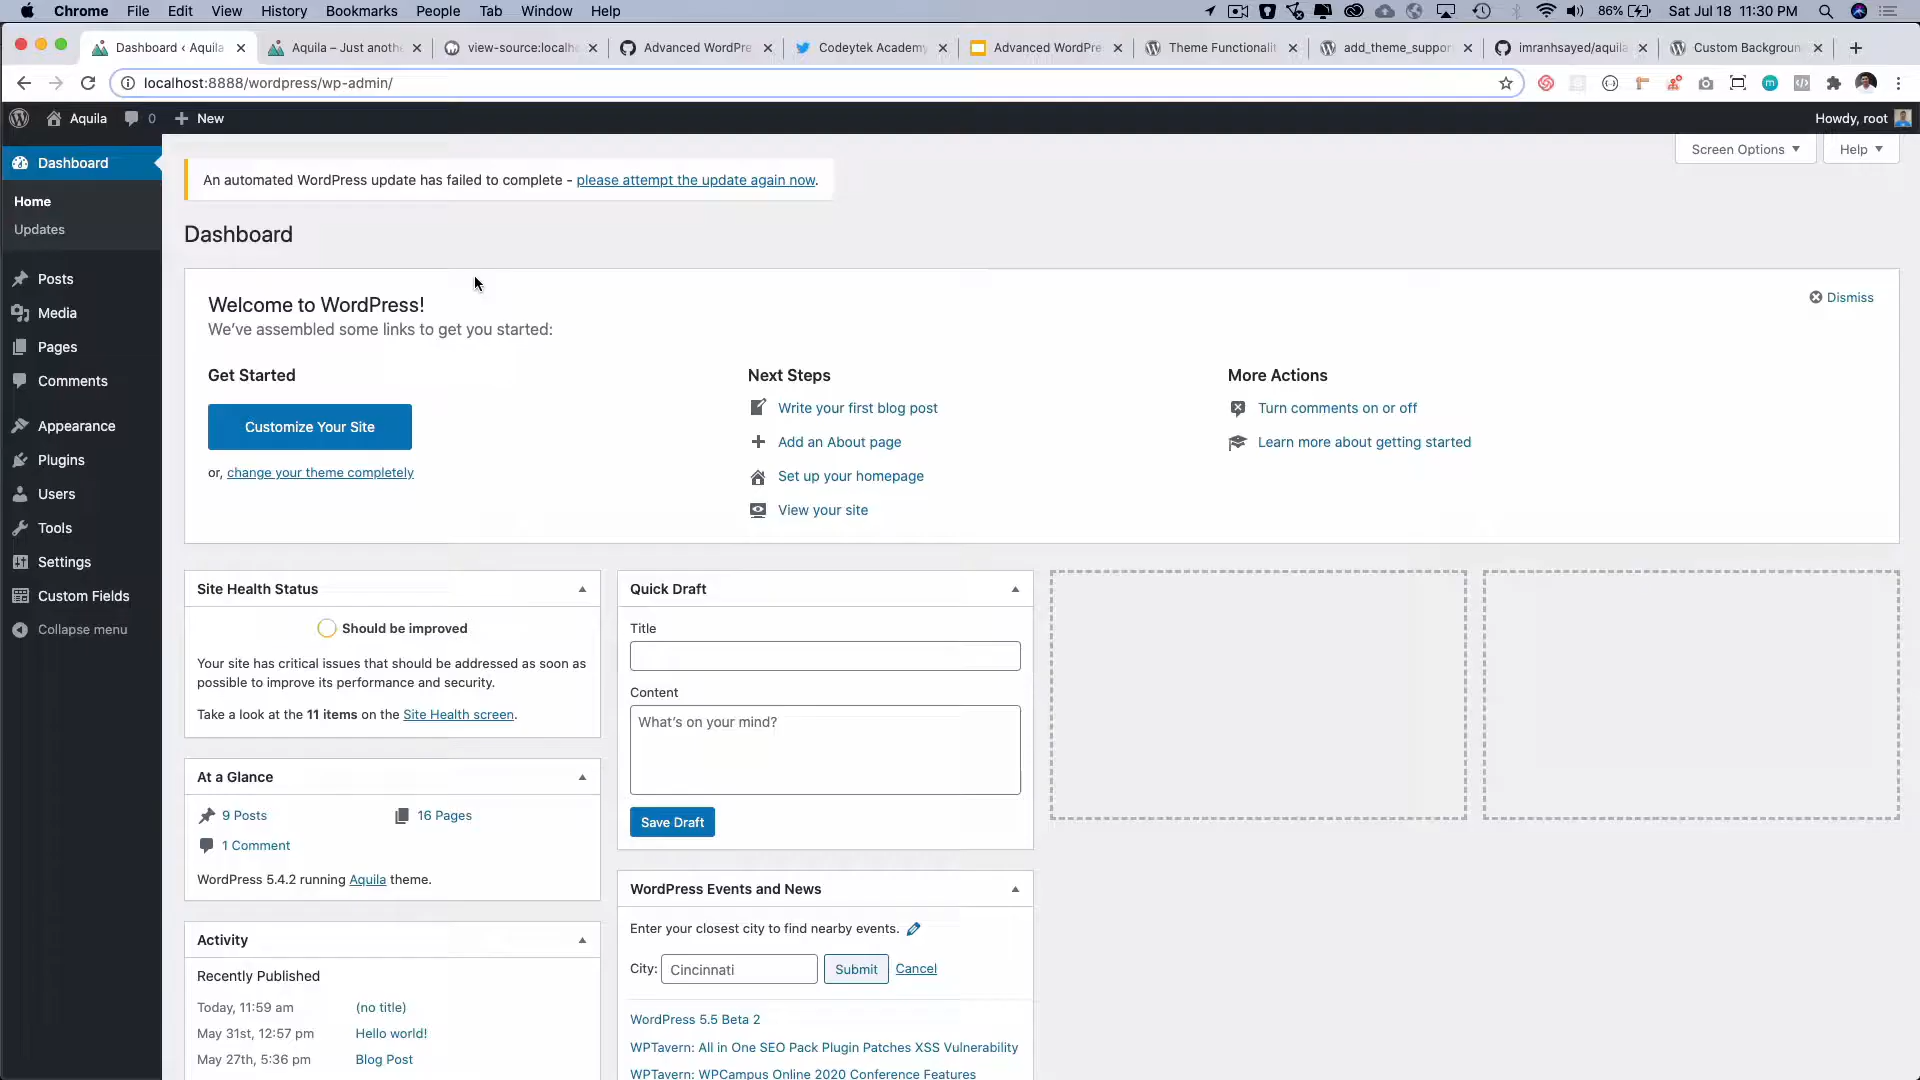 Chrome File Edit View History Bookmarks People Tab Window Help 86% Sat Jul 18 11:30 PM
Dashboard ‹ Aquila Aquila – Just anoth view-source:localh Advanced WordPre Codeytek Academy Advanced WordPre Theme Functionali add_theme_suppor imranhsayed/aquila Custom Backgroun
localhost:8888/wordpress/wp-admin/
Aquila 0 New Howdy, root
Screen Options Help
Dashboard
Home
Updates
Posts
Media
Pages
Comments
Appearance
Plugins
Users
Tools
Settings
Custom Fields
Collapse menu
An automated WordPress update has failed to complete - please attempt the update again now.
Dashboard
Welcome to WordPress!
Dismiss
We've assembled some links to get you started:
Get Started
Customize Your Site
or, change your theme completely
Next Steps
Write your first blog post
Add an About page
Set up your homepage
View your site
More Actions
Turn comments on or off
Learn more about getting started
Site Health Status
Should be improved
Your site has critical issues that should be addressed as soon as
possible to improve its performance and security.
Take a look at the 11 items on the Site Health screen.
At a Glance
9 Posts 16 Pages
1 Comment
WordPress 5.4.2 running Aquila theme.
Activity
Recently Published
Today, 11:59 am (no title)
May 31st, 12:57 pm Hello world!
May 27th, 5:36 pm Blog Post
Quick Draft
Title
Content
What's on your mind?
Save Draft
WordPress Events and News
Enter your closest city to find nearby events.
City: Cincinnati Submit Cancel
WordPress 5.5 Beta 2
WPTavern: All in One SEO Pack Plugin Patches XSS Vulnerability
WPTavern: WPCampus Online 2020 Conference Features